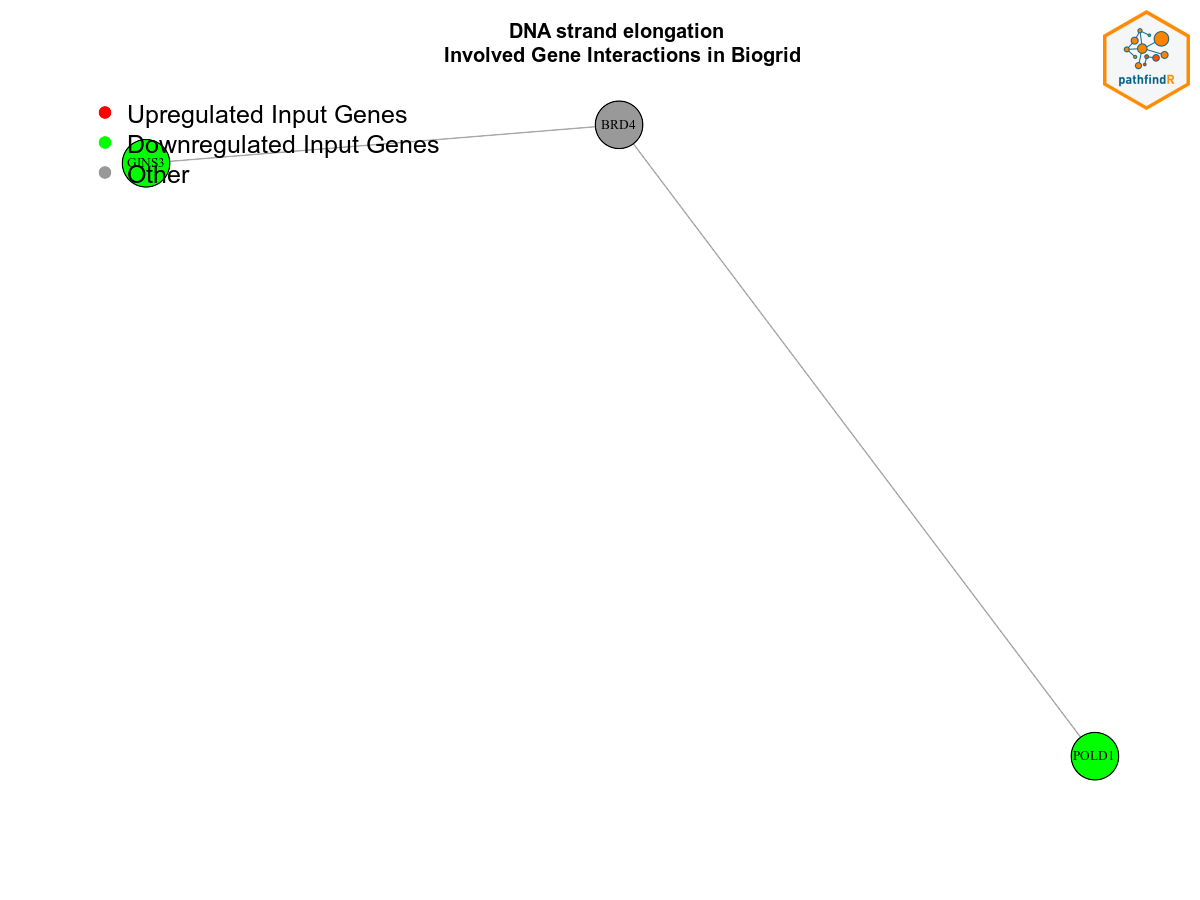 DNA strand elongation
Involved Gene Interactions in Biogrid
pathfindR
Upregulated Input Genes
Downregulated Input Genes
Other
GINS3
BRD4
POLD1